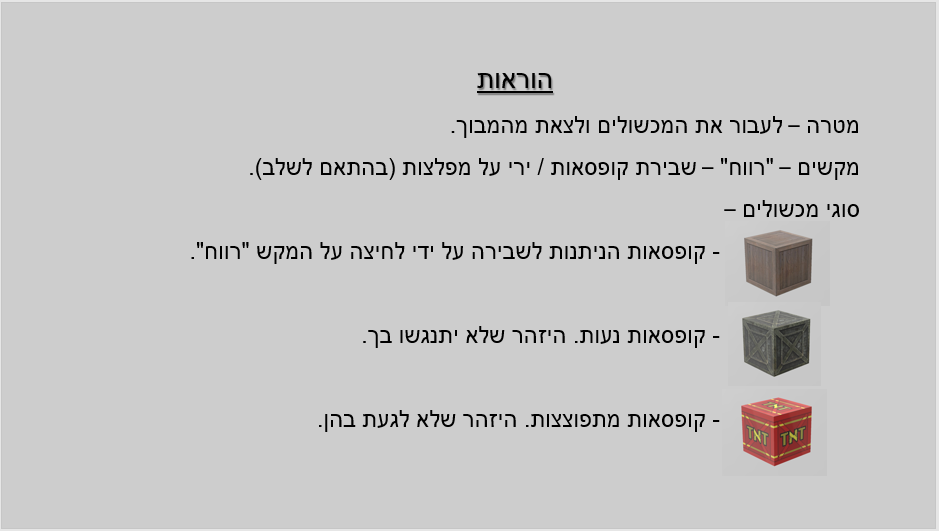 הוראות
מטרה – לעבור את המכשולים ולצאת מהמבוך.
מקשים – "רווח" – שבירת קופסאות / ירי על מפלצות (בהתאם לשלב).
סוגי מכשולים –
- קופסאות הניתנות לשבירה על ידי לחיצה על המקש "רווח".
- קופסאות נעות. היזהר שלא יתנגשו בך.
- קופסאות מתפוצצות. היזהר שלא לגעת בהן.
TNT
TNT TNT